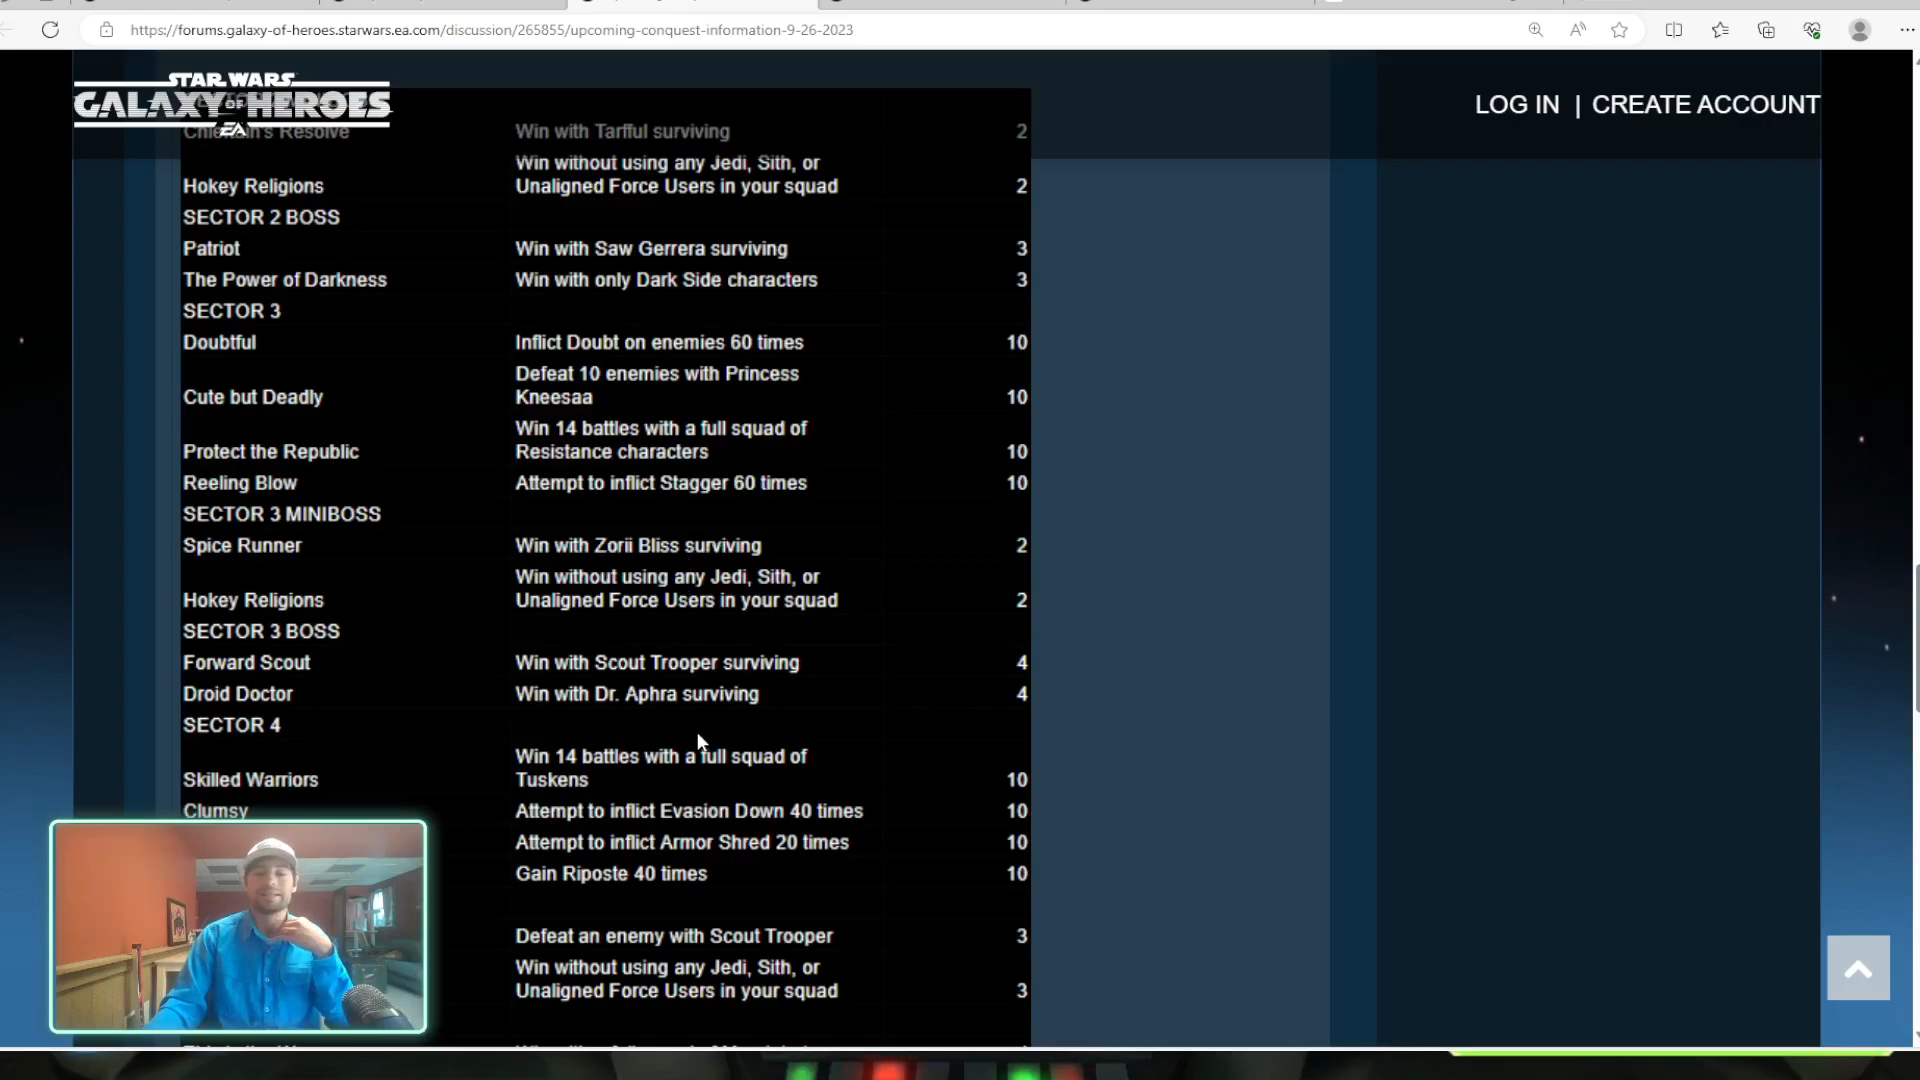 https://forums.galaxy-of-heroes.starwars.ea.com/discussion/265855/upcoming-conquest-information-9-26-2023
STAR WARS
GALAXY OF HEROES
EA
LOG IN | CREATE ACCOUNT
Chieftain's Resolve Win with Tarfful surviving 2
Win without using any Jedi, Sith, or
Hokey Religions Unaligned Force Users in your squad 2
SECTOR 2 BOSS
Patriot Win with Saw Gerrera surviving 3
The Power of Darkness Win with only Dark Side characters 3
SECTOR 3
Doubtful Inflict Doubt on enemies 60 times 10
Defeat 10 enemies with Princess
Cute but Deadly Kneesaa 10
Win 14 battles with a full squad of
Protect the Republic Resistance characters 10
Reeling Blow Attempt to inflict Stagger 60 times 10
SECTOR 3 MINIBOSS
Spice Runner Win with Zorii Bliss surviving 2
Win without using any Jedi, Sith, or
Hokey Religions Unaligned Force Users in your squad 2
SECTOR 3 BOSS
Forward Scout Win with Scout Trooper surviving 4
Droid Doctor Win with Dr. Aphra surviving 4
SECTOR 4
Win 14 battles with a full squad of
Skilled Warriors Tuskens 10
Clumsy Attempt to inflict Evasion Down 40 times 10
Attempt to inflict Armor Shred 20 times 10
Gain Riposte 40 times 10
Defeat an enemy with Scout Trooper 3
Win without using any Jedi, Sith, or
Unaligned Force Users in your squad 3